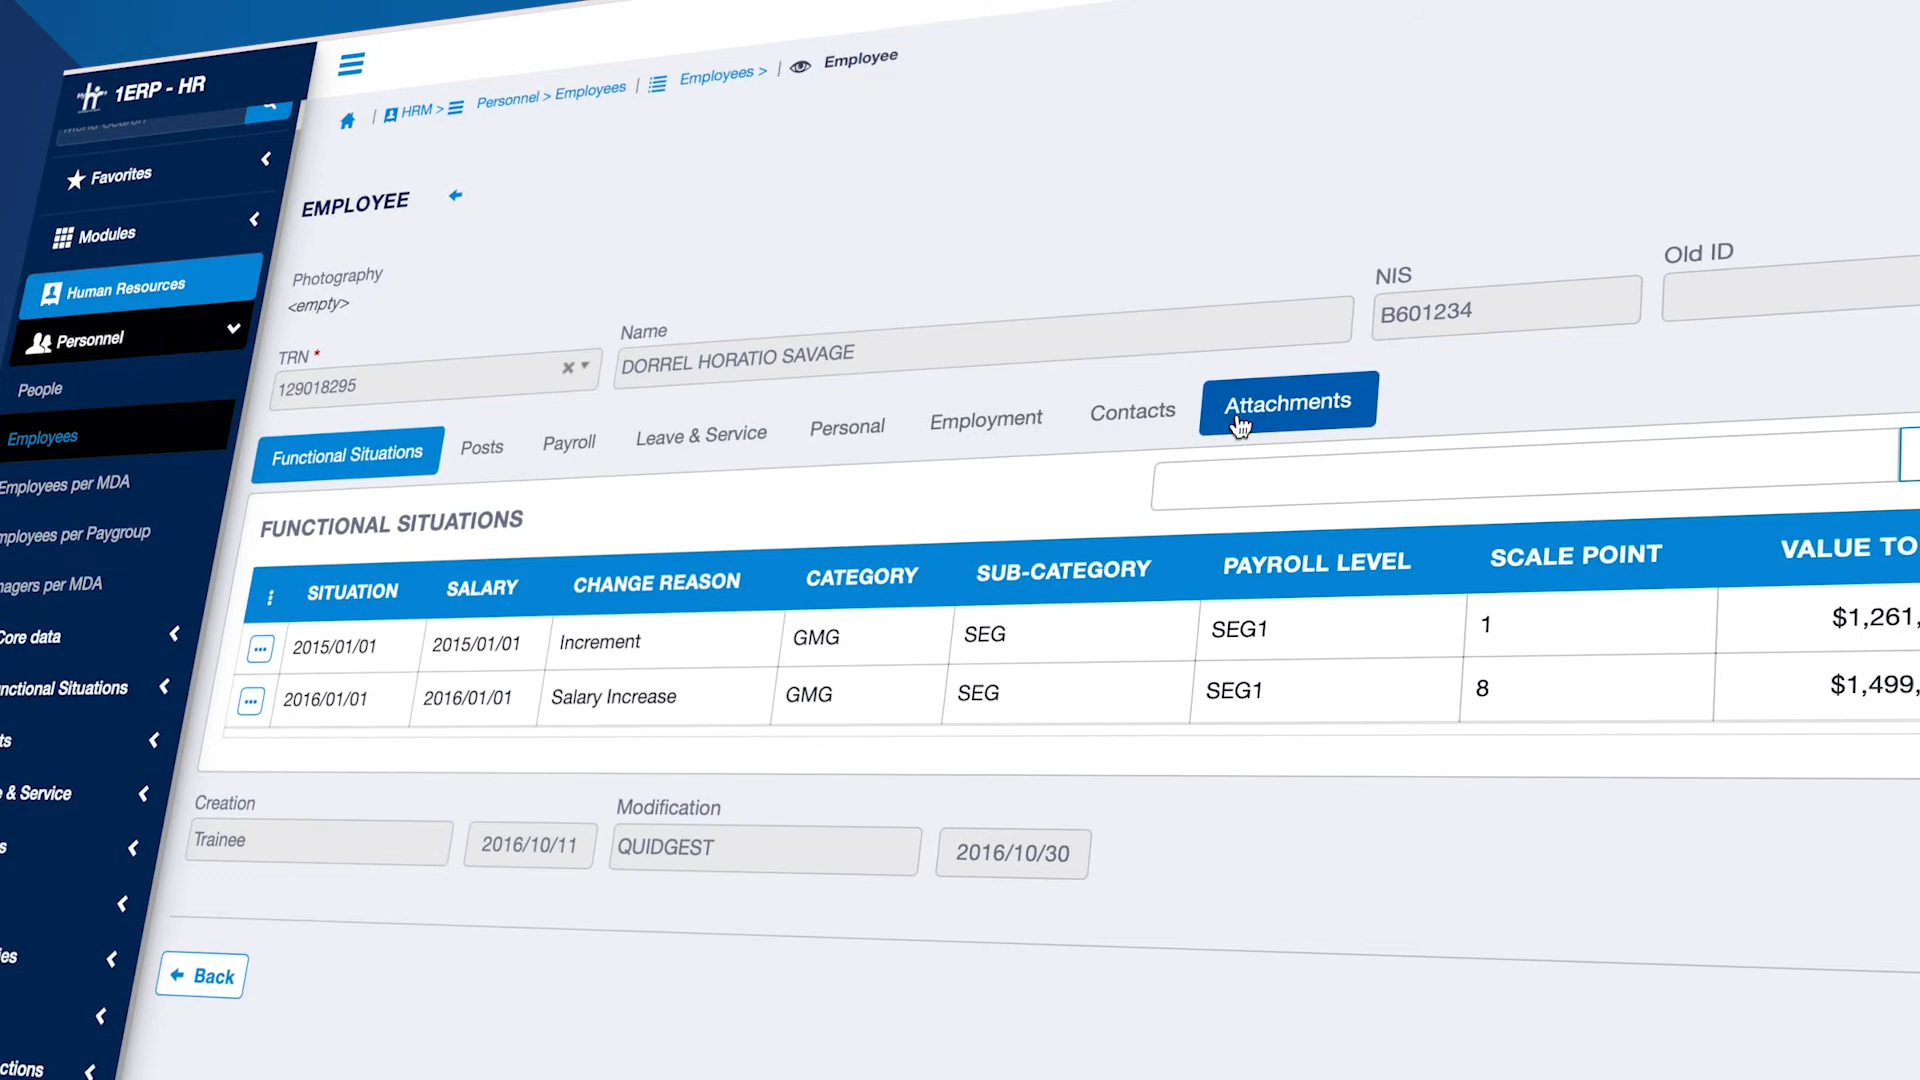 1ERP - HR
Menu Search
Favorites
Modules
Human Resources
Personnel
People
Employees
Employees per MDA
mployees per Paygroup
nagers per MDA
Core data
nctional Situations
ts
& Service
s
ies
ctions
HRM > Personnel > Employees | Employees > | Employee
EMPLOYEE
Photography
<empty>
TRN *
129018295
Name
DORREL HORATIO SAVAGE
NIS
B601234
Old ID
Functional Situations Posts Payroll Leave & Service Personal Employment Contacts Attachments
FUNCTIONAL SITUATIONS
SITUATION SALARY CHANGE REASON CATEGORY SUB-CATEGORY PAYROLL LEVEL SCALE POINT VALUE TO
2015/01/01 2015/01/01 Increment GMG SEG SEG1 1 $1,261,
2016/01/01 2016/01/01 Salary Increase GMG SEG SEG1 8 $1,499,
Creation
Trainee 2016/10/11
Modification
QUIDGEST 2016/10/30
Back